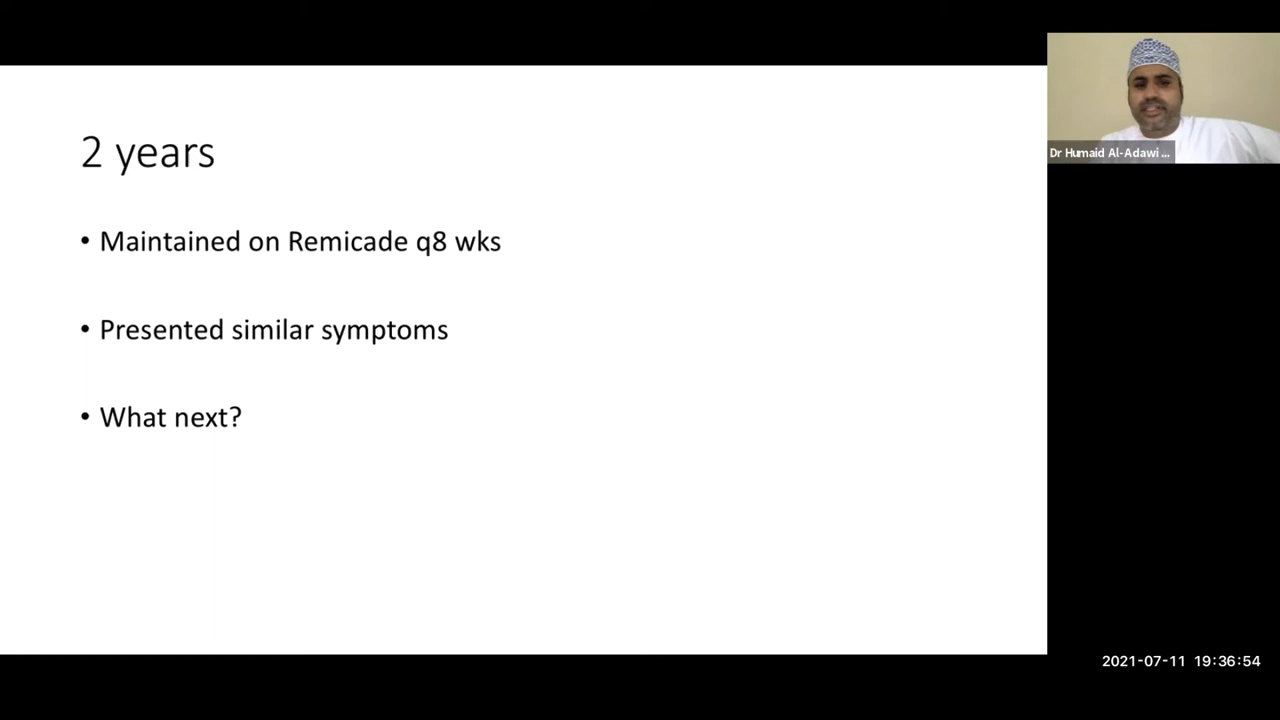 2 years
• Maintained on Remicade q8 wks
• Presented similar symptoms
• What next?
Dr Humaid Al-Adawi ...
2021-07-11 19:36:54